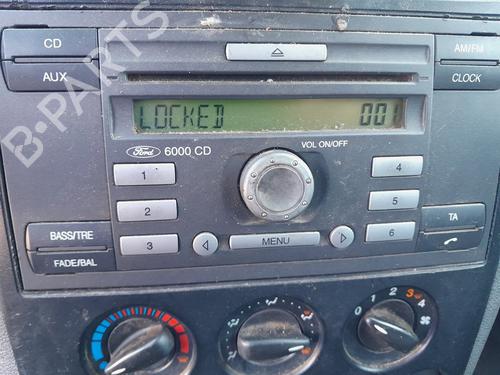 CD
AM/FM
AUX
CLOCK
LOCKED 001
Ford 6000 CD
VOL ON/OFF
1
4
2
5
3
6
BASS/TRE
MENU
TA
FADE/BAL
0 1 2 3 4
B-PARTS